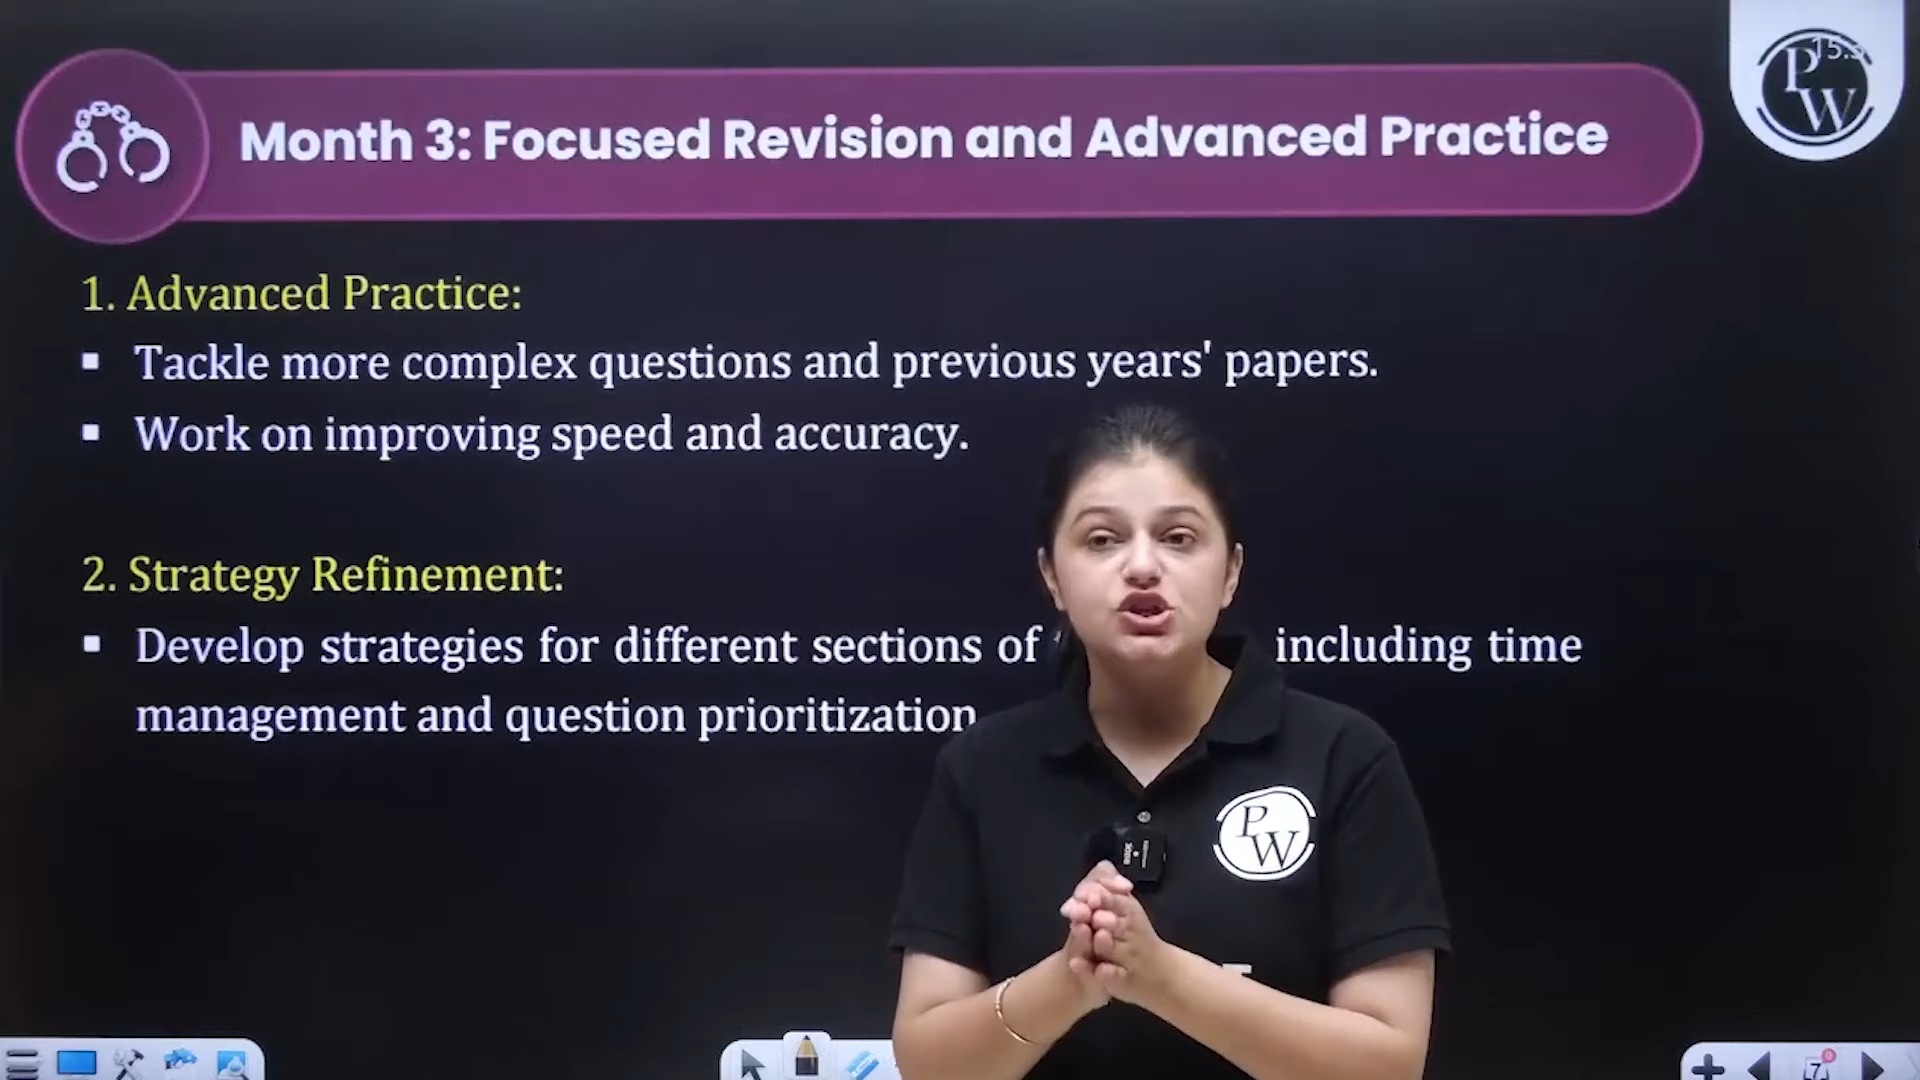 Month 3: Focused Revision and Advanced Practice
PW
15.
1. Advanced Practice:
▪ Tackle more complex questions and previous years' papers.
▪ Work on improving speed and accuracy.
2. Strategy Refinement:
▪ Develop strategies for different sections of including time
management and question prioritization
PW
7